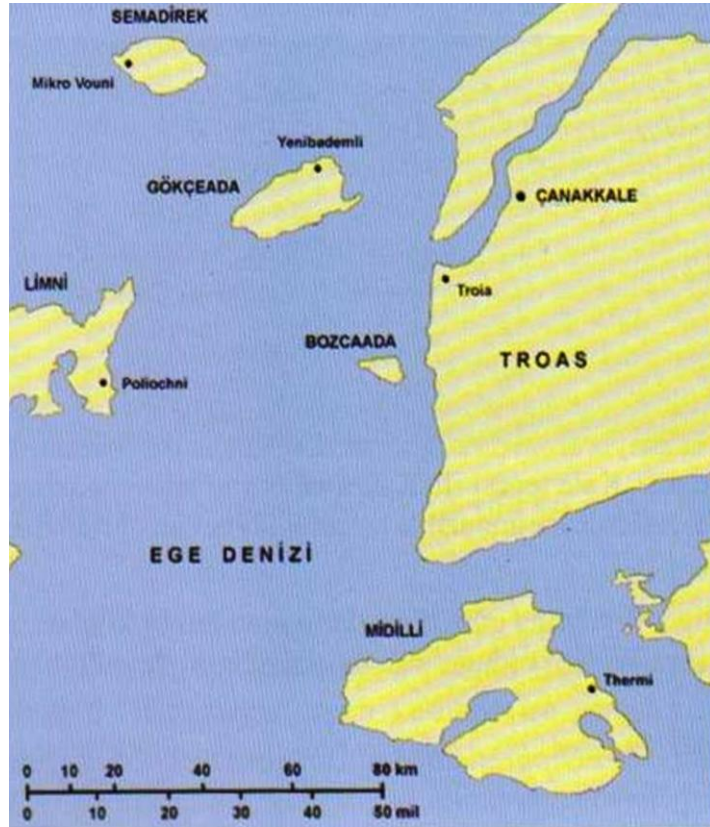 SEMADİREK
Mikro Vouni
Yenibademli
GÖKÇEADA
ÇANAKKALE
LİMNİ
Troia
BOZCAADA
TROAS
Poliochni
EGE DENİZİ
MİDİLLİ
Thermi
0 10 20 40 60 80 km
0 10 20 30 40 50 mil